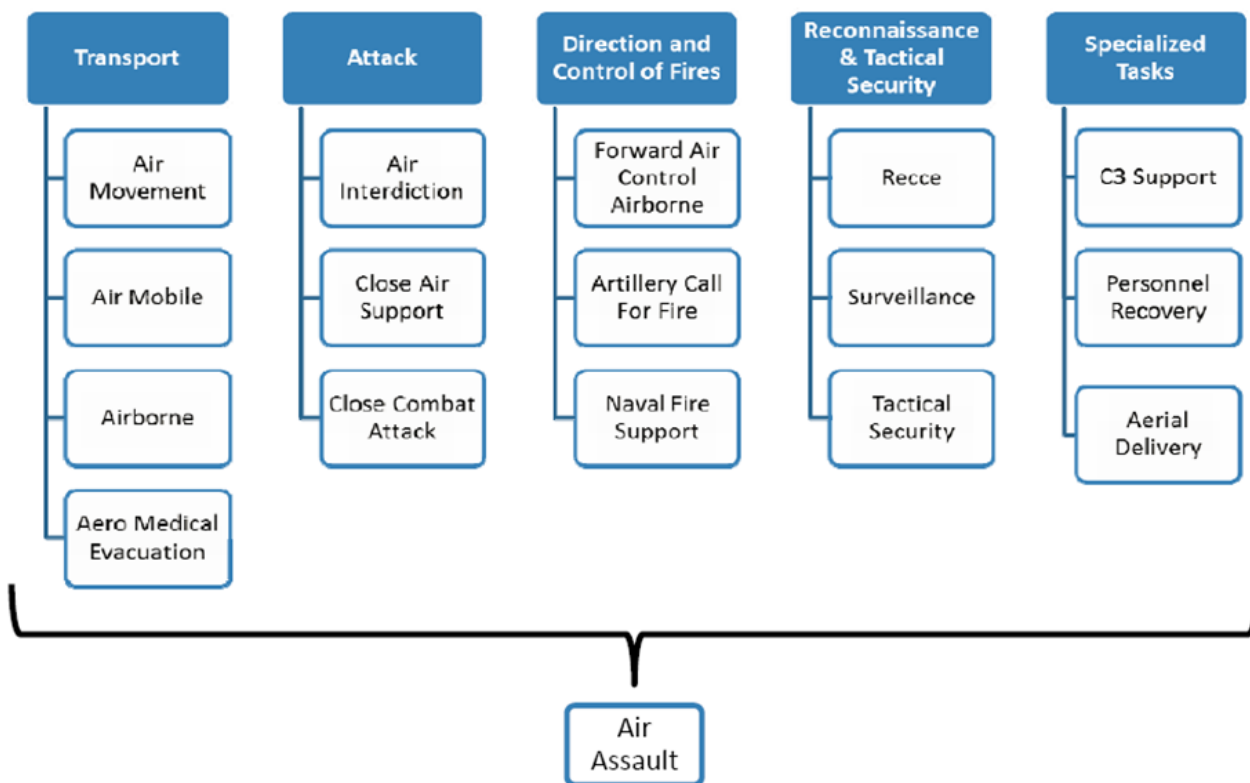 Transport
Air
Movement
Air Mobile
Airborne
Aero Medical
Evacuation
Attack
Air
Interdiction
Close Air
Support
Close Combat
Attack
Direction and
Control of Fires
Forward Air
Control
Airborne
Artillery Call
For Fire
Naval Fire
Support
Reconnaissance
& Tactical
Security
Recce
Surveillance
Tactical
Security
Specialized
Tasks
C3 Support
Personnel
Recovery
Aerial
Delivery
Air
Assault